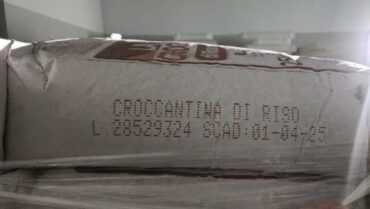 CROCCANTINA DI RISO
L.28529324 SCAD:01-04-25